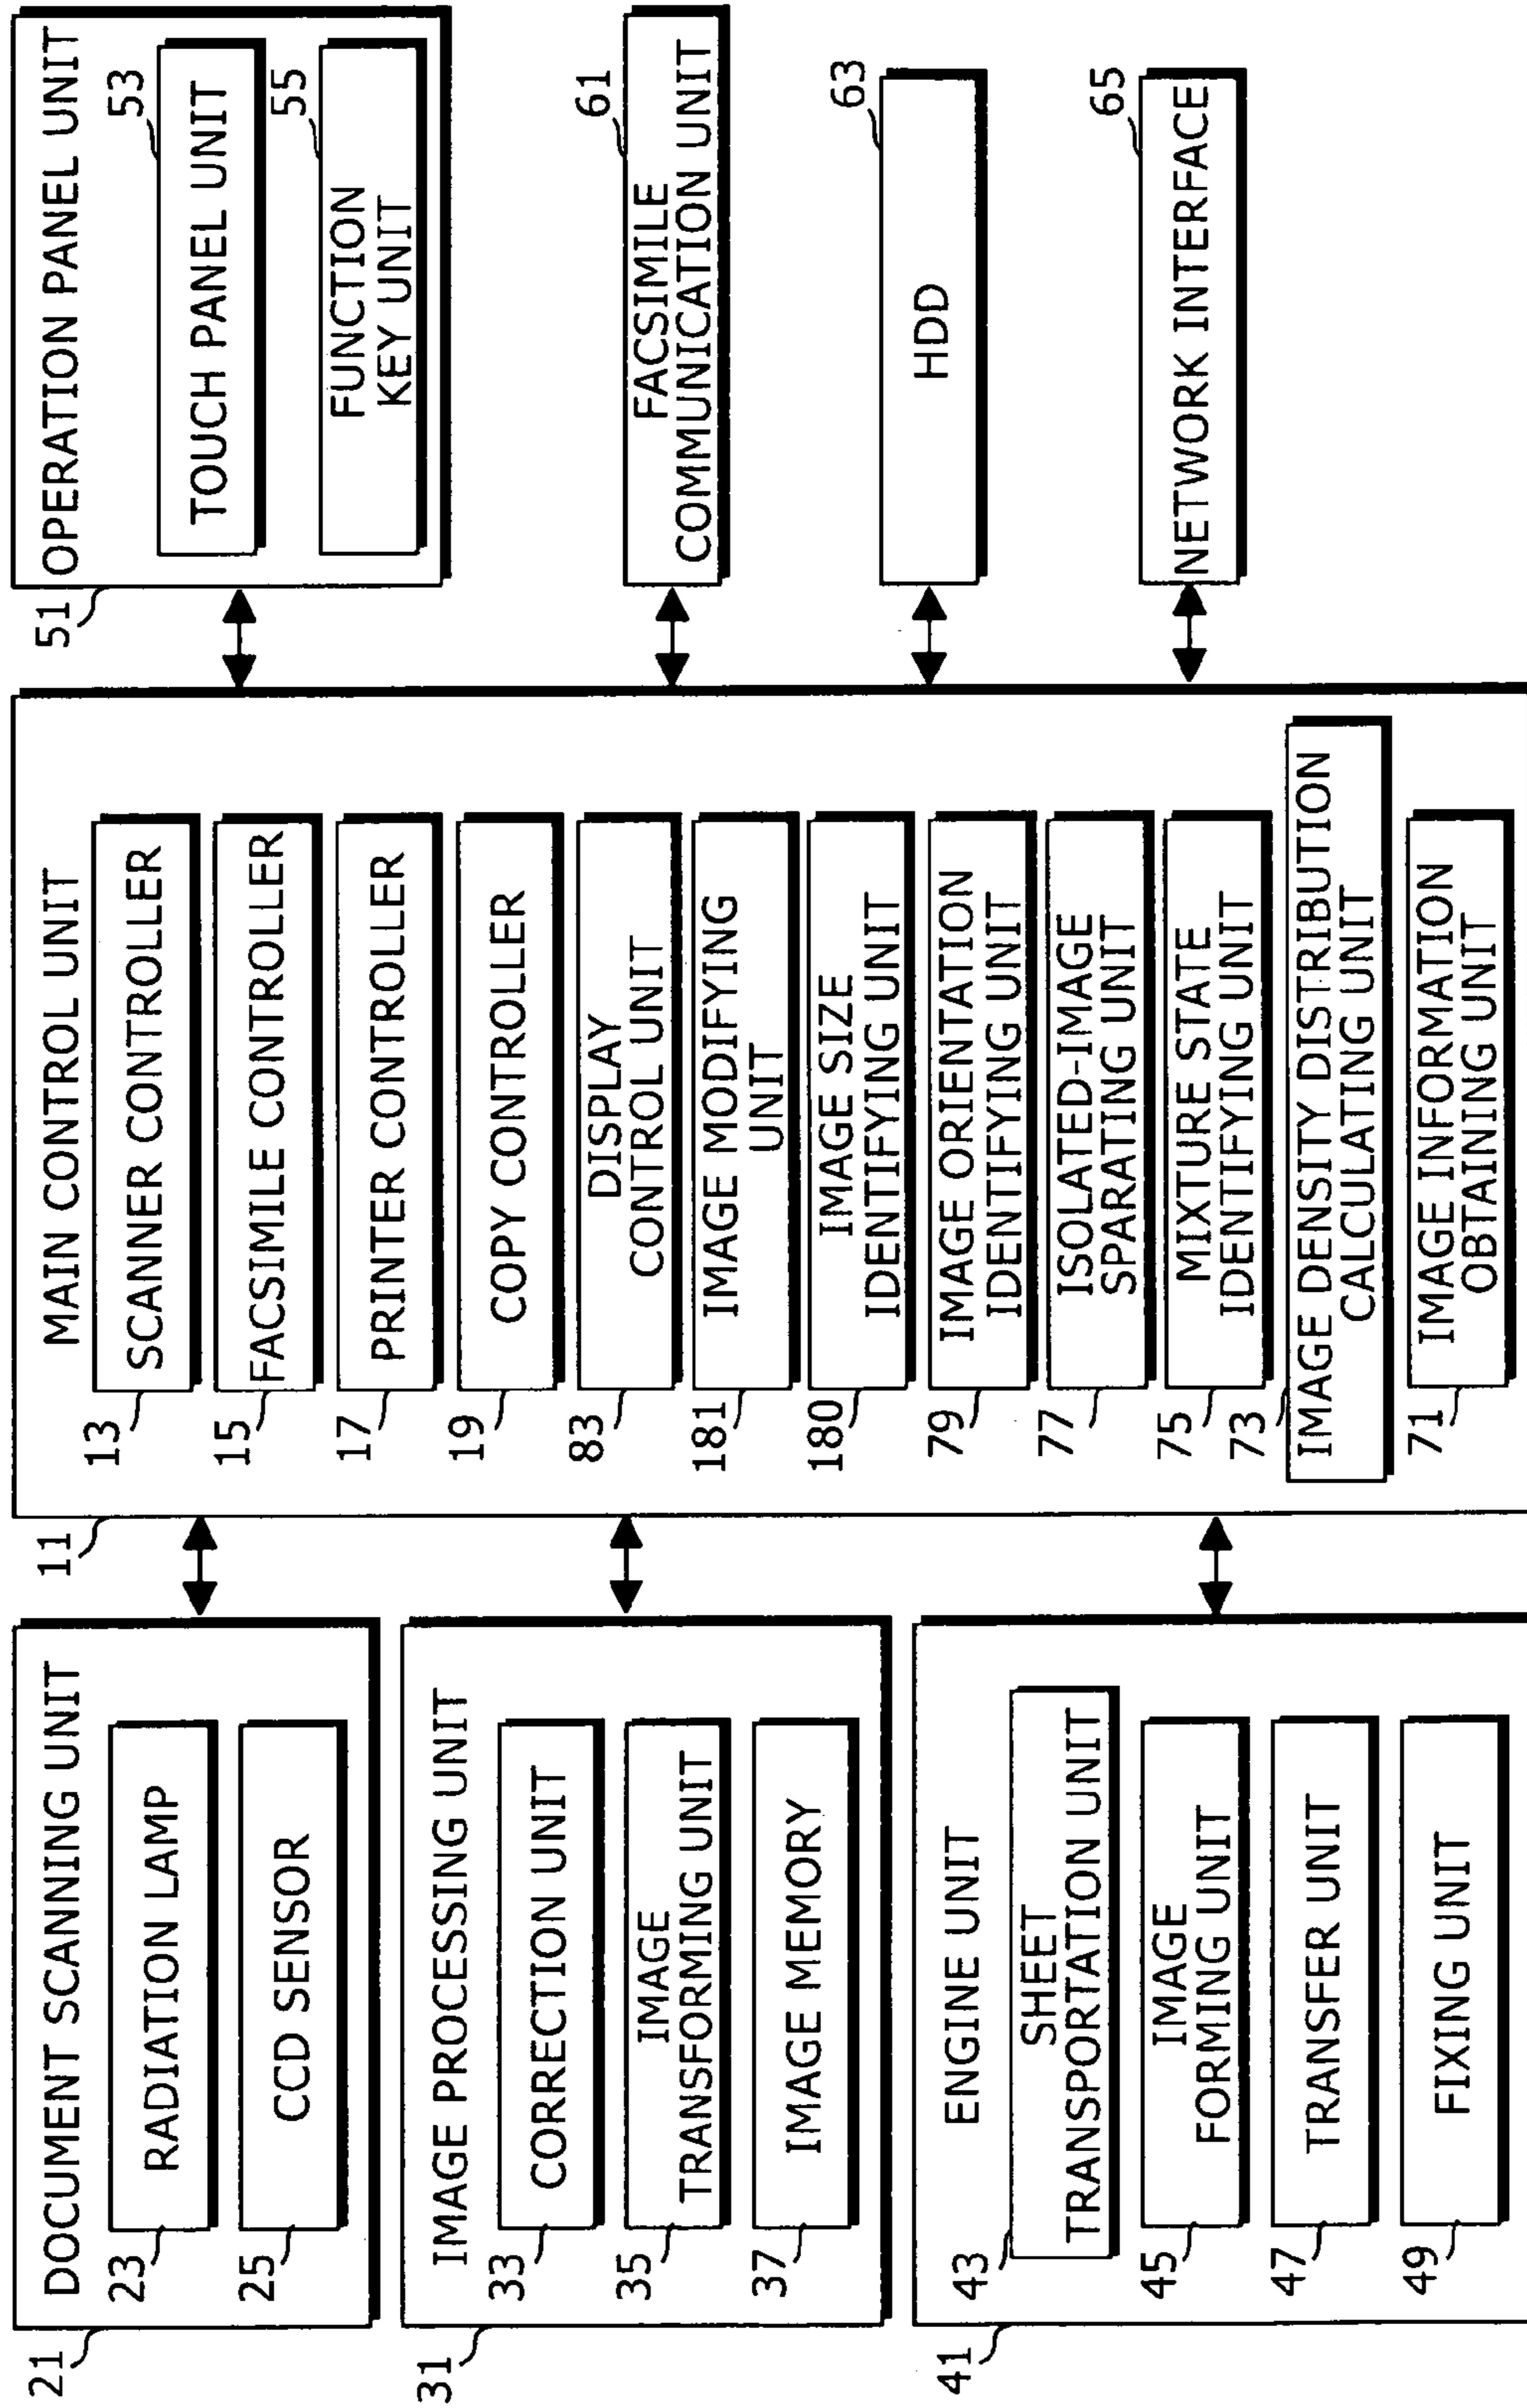 21
DOCUMENT SCANNING UNIT
23
RADIATION LAMP
25
CCD SENSOR
31
IMAGE PROCESSING UNIT
33
CORRECTION UNIT
35
IMAGE
TRANSFORMING UNIT
37
IMAGE MEMORY
41
ENGINE UNIT
43
SHEET
TRANSPORTATION UNIT
45
IMAGE
FORMING UNIT
47
TRANSFER UNIT
49
FIXING UNIT
11
MAIN CONTROL UNIT
13
SCANNER CONTROLLER
15
FACSIMILE CONTROLLER
17
PRINTER CONTROLLER
19
COPY CONTROLLER
83
DISPLAY
CONTROL UNIT
181
IMAGE MODIFYING
UNIT
180
IMAGE SIZE
IDENTIFYING UNIT
79
IMAGE ORIENTATION
IDENTIFYING UNIT
77
ISOLATED-IMAGE
SPARATING UNIT
75
MIXTURE STATE
IDENTIFYING UNIT
73
IMAGE DENSITY DISTRIBUTION
CALCULATING UNIT
71
IMAGE INFORMATION
OBTAINING UNIT
51
OPERATION PANEL UNIT
53
TOUCH PANEL UNIT
55
FUNCTION
KEY UNIT
61
FACSIMILE
COMMUNICATION UNIT
63
HDD
65
NETWORK INTERFACE